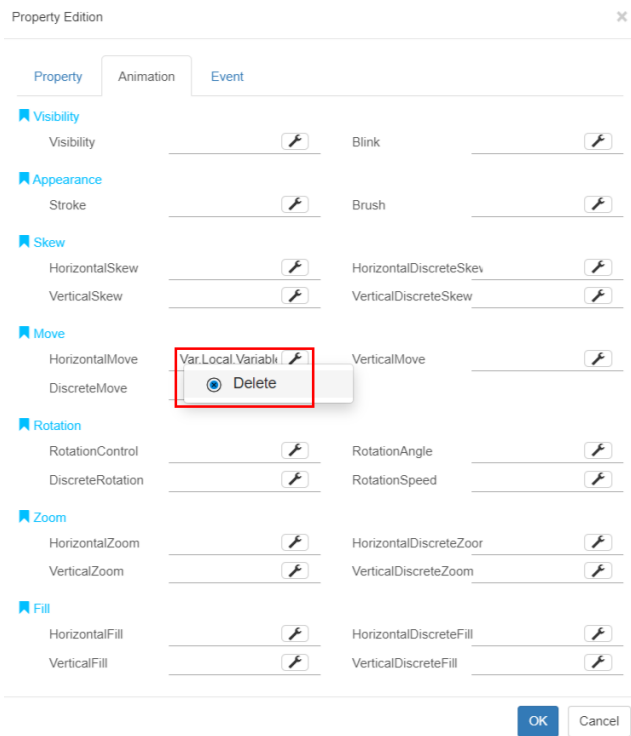 Property Edition ×
Property Animation Event
Visibility
Visibility Blink
Appearance
Stroke Brush
Skew
HorizontalSkew HorizontalDiscreteSkew
VerticalSkew VerticalDiscreteSkew
Move
HorizontalMove Var.Local.Variabl VerticalMove
Delete
DiscreteMove
Rotation
RotationControl RotationAngle
DiscreteRotation RotationSpeed
Zoom
HorizontalZoom HorizontalDiscreteZoor
VerticalZoom VerticalDiscreteZoom
Fill
HorizontalFill HorizontalDiscreteFill
VerticalFill VerticalDiscreteFill
OK Cancel